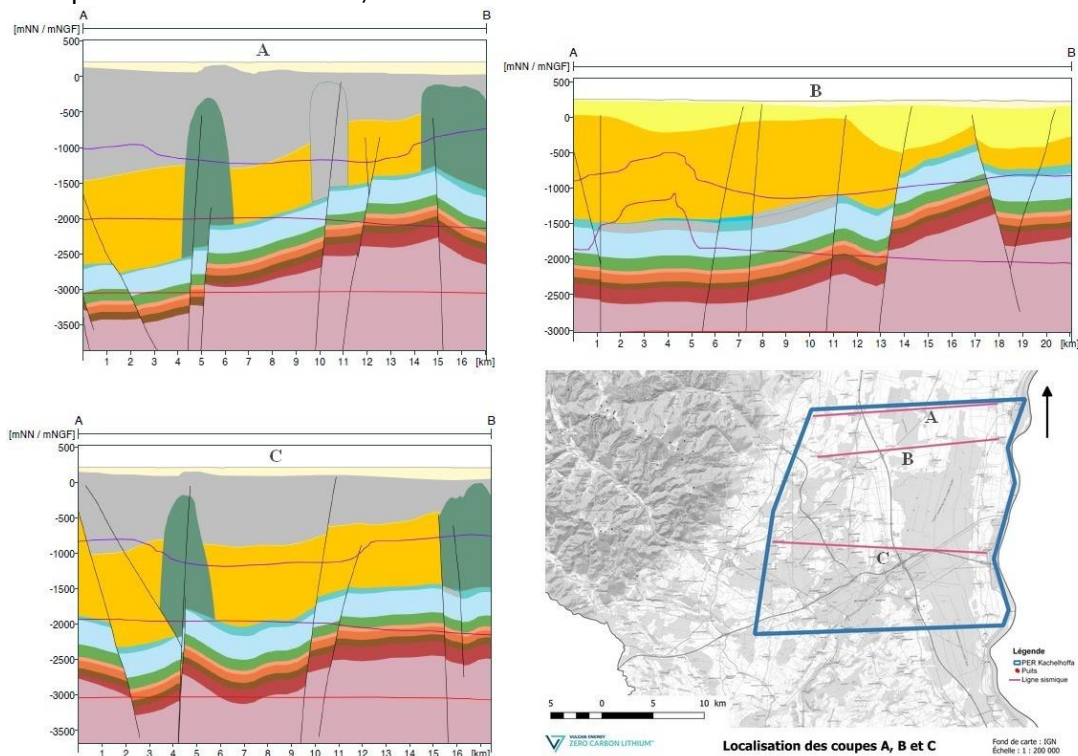 A B
[mNN / mNGF]
A
500
0
-500
-1000
-1500
-2000
-2500
-3000
-3500
1 2 3 4 5 6 7 8 9 10 11 12 13 14 15 16 [km]
A B
[mNN / mNGF]
B
500
0
-500
-1000
-1500
-2000
-2500
-3000
1 2 3 4 5 6 7 8 9 10 11 12 13 14 15 16 17 18 19 20 [km]
A B
[mNN / mNGF]
C
500
0
-500
-1000
-1500
-2000
-2500
-3000
-3500
1 2 3 4 5 6 7 8 9 10 11 12 13 14 15 16 [km]
A
B
C
Légende
PER Kachelhoffa
Puits
Ligne sismique
5 0 5 10 km
VULCAN ENERGY
ZERO CARBON LITHIUM™
Localisation des coupes A, B et C
Fond de carte : IGN
Échelle : 1 : 200 000